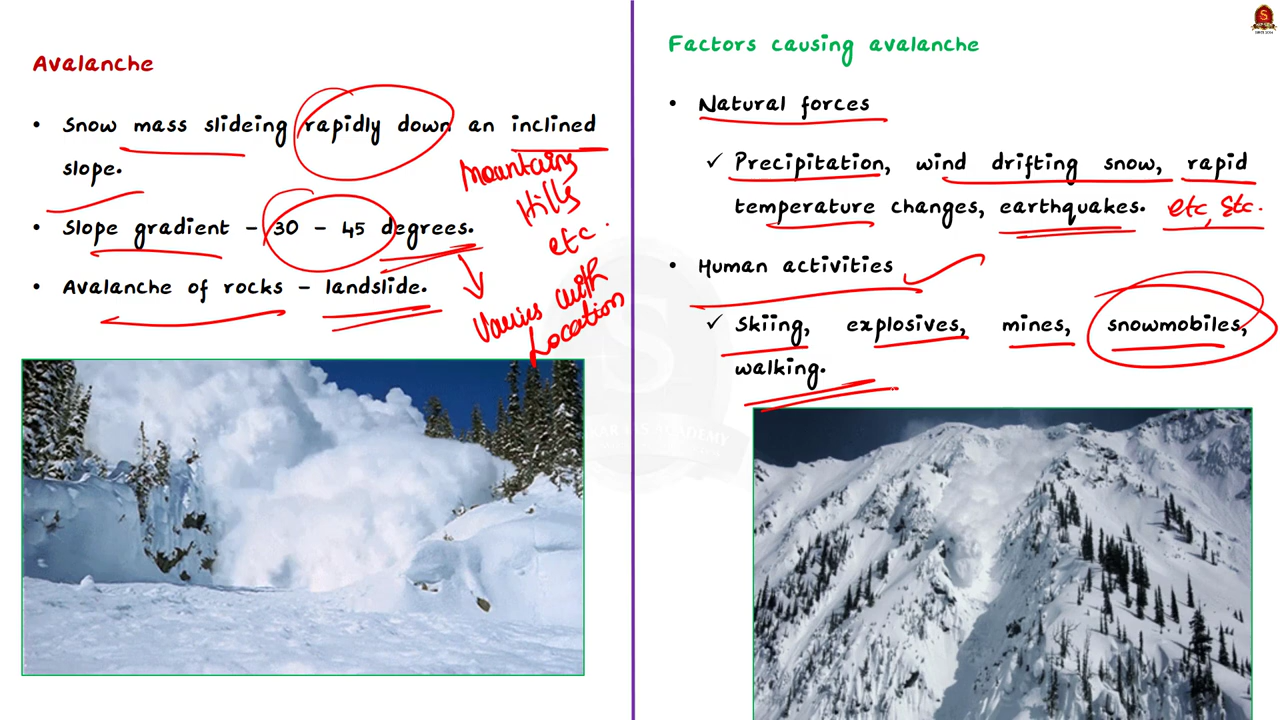 Avalanche
• Snow mass slideing rapidly down an inclined
slope.
• Slope gradient – 30 – 45 degrees.
• Avalanche of rocks – landslide.
Mountains
Hills
etc.
Varies with
Location
Factors causing avalanche
• Natural forces
✓ Precipitation, wind drifting snow, rapid
temperature changes, earthquakes. etc, etc.
• Human activities
✓ Skiing, explosives, mines, snowmobiles,
walking.
S
ACADEMY